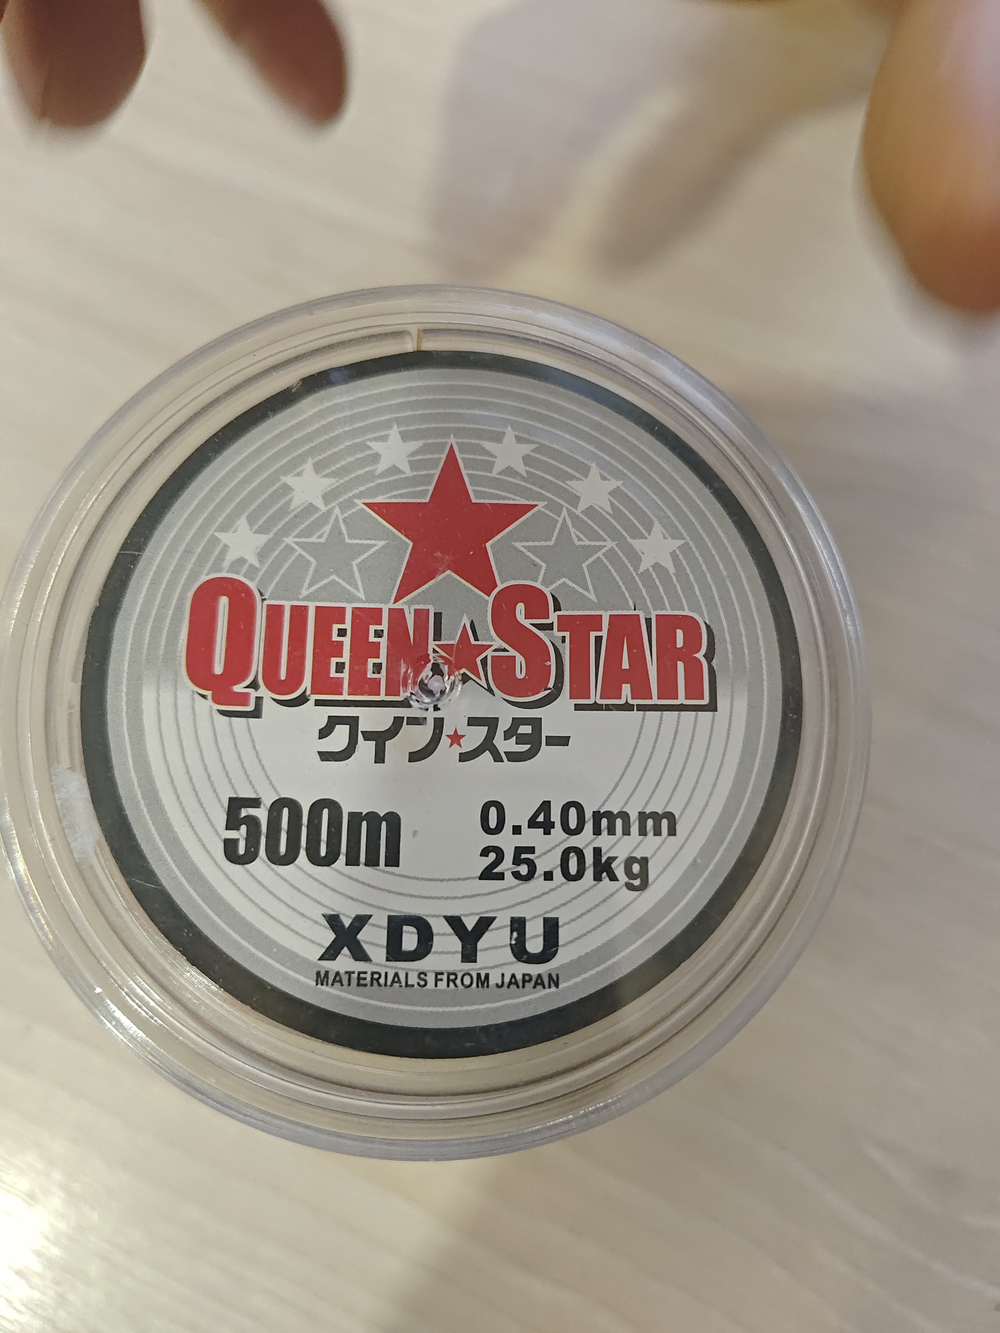 QUEEN★STAR
クイン★スター
500m
0.40mm
25.0kg
XDYU
MATERIALS FROM JAPAN